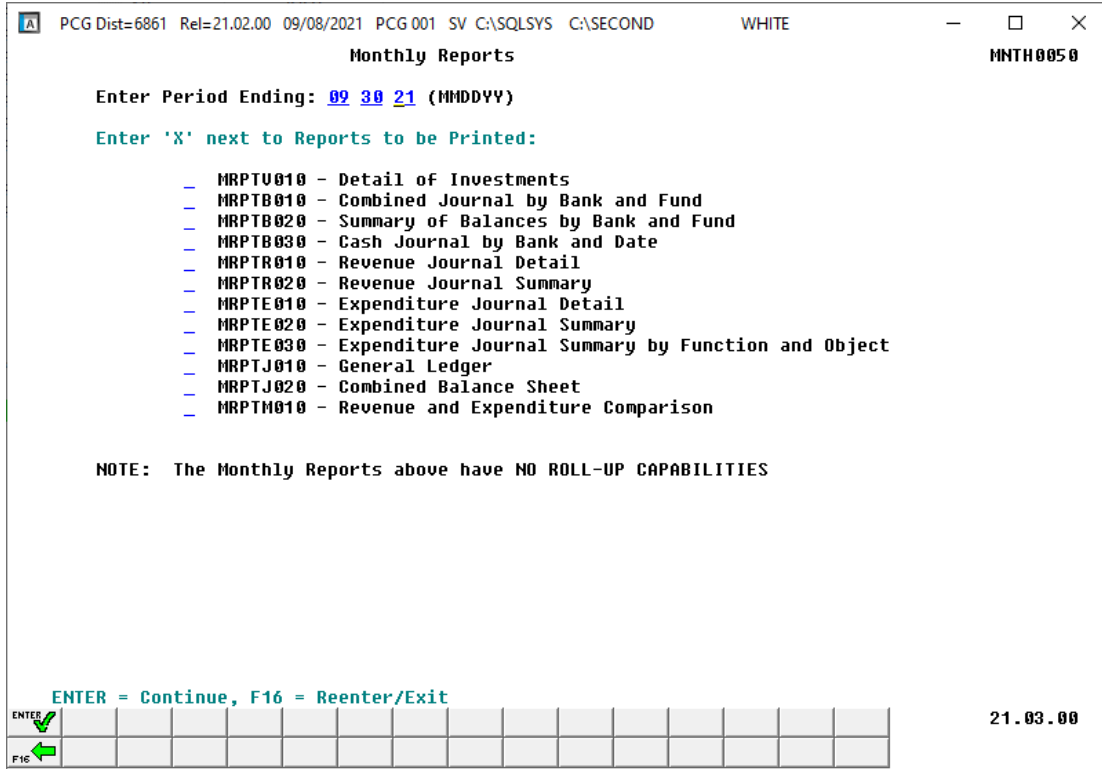 A PCG Dist=6861 Rel=21.02.00 09/08/2021 PCG 001 SV C:\SQLSYS C:\SECOND WHITE
Monthly Reports MNTH0050
Enter Period Ending: 09 30 21 (MMDDYY)
Enter 'X' next to Reports to be Printed:
_ MRPTV010 - Detail of Investments
_ MRPTB010 - Combined Journal by Bank and Fund
_ MRPTB020 - Summary of Balances by Bank and Fund
_ MRPTB030 - Cash Journal by Bank and Date
_ MRPTR010 - Revenue Journal Detail
_ MRPTR020 - Revenue Journal Summary
_ MRPTE010 - Expenditure Journal Detail
_ MRPTE020 - Expenditure Journal Summary
_ MRPTE030 - Expenditure Journal Summary by Function and Object
_ MRPTJ010 - General Ledger
_ MRPTJ020 - Combined Balance Sheet
_ MRPTM010 - Revenue and Expenditure Comparison
NOTE: The Monthly Reports above have NO ROLL-UP CAPABILITIES
ENTER = Continue, F16 = Reenter/Exit
ENTER 21.03.00
F16